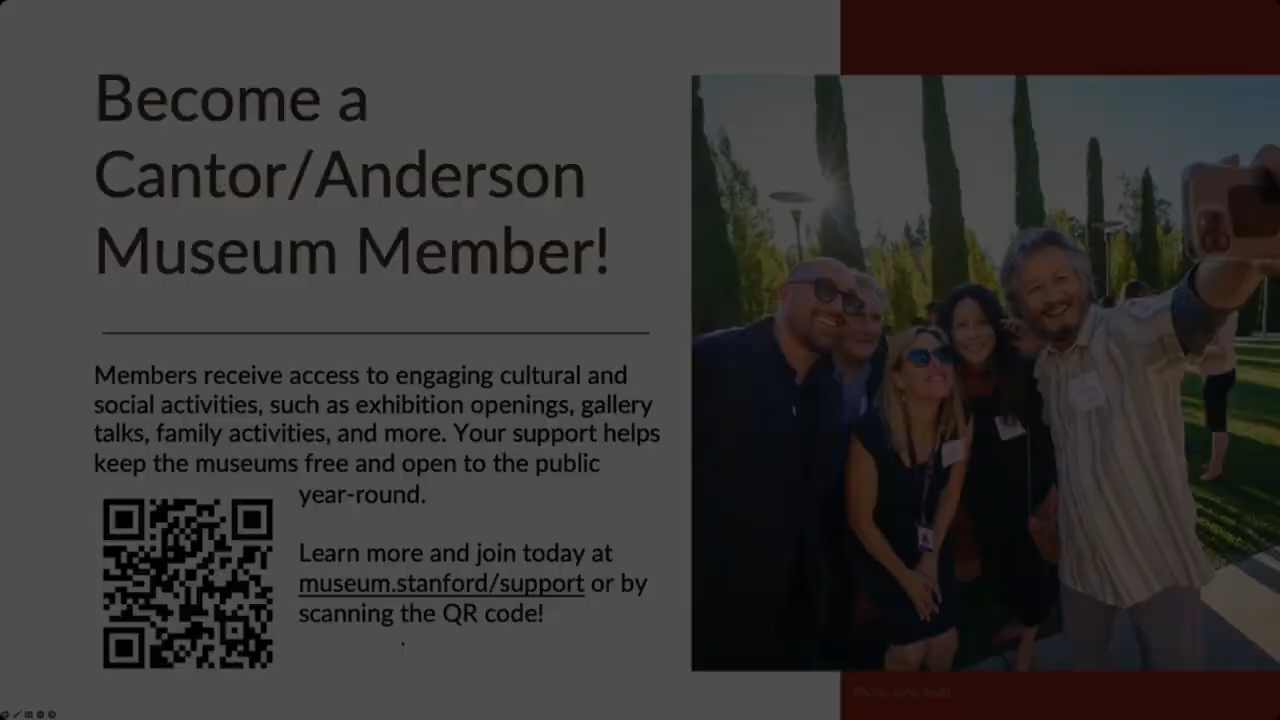 Become a
Cantor/Anderson
Museum Member!
Members receive access to engaging cultural and
social activities, such as exhibition openings, gallery
talks, family activities, and more. Your support helps
keep the museums free and open to the public
year-round.
Learn more and join today at
museum.stanford/support or by
scanning the QR code!